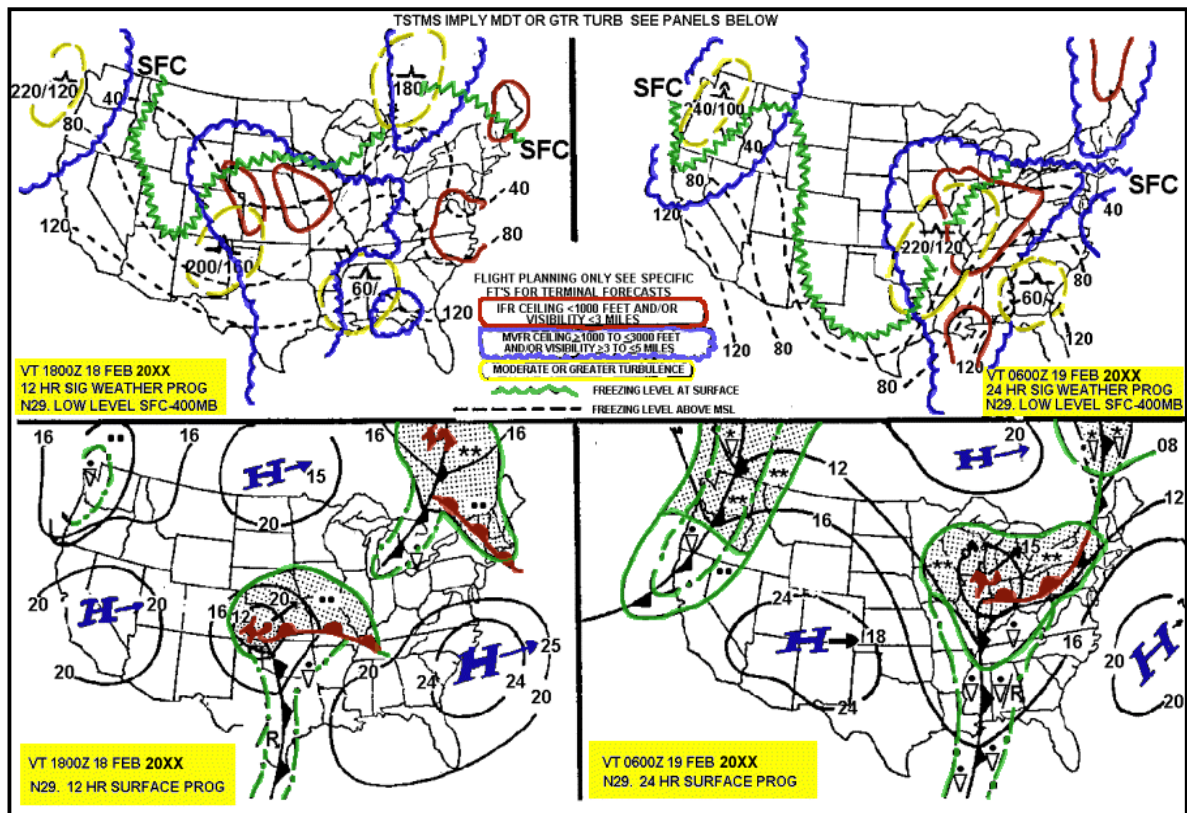 TSTMS IMPLY MDT OR GTR TURB SEE PANELS BELOW
SFC
220/120
40
80
120
180
SFC
40
80
120
200/160
60/
SFC
40/100
40
80
120
SFC
40
80
220/120
60/
120
120
80
120
FLIGHT PLANNING ONLY SEE SPECIFIC
FT'S FOR TERMINAL FORECASTS
IFR CEILING <1000 FEET AND/OR
VISIBILITY <3 MILES
MVFR CEILING ≥1000 TO ≤3000 FEET
AND/OR VISIBILITY ≥3 TO ≤5 MILES
MODERATE OR GREATER TURBULENCE
FREEZING LEVEL AT SURFACE
FREEZING LEVEL ABOVE MSL
VT 1800Z 18 FEB 20XX
12 HR SIG WEATHER PROG
N29. LOW LEVEL SFC-400MB
VT 0600Z 19 FEB 20XX
24 HR SIG WEATHER PROG
N29. LOW LEVEL SFC-400MB
16
16
16
16
H
15
20
20
H
20
20
20
16
12
20
20
H
25
24
24
20
R
VT 1800Z 18 FEB 20XX
N29. 12 HR SURFACE PROG
20
H
08
12
12
16
15
24
H
18
24
16
H
20
R
VT 0600Z 19 FEB 20XX
N29. 24 HR SURFACE PROG